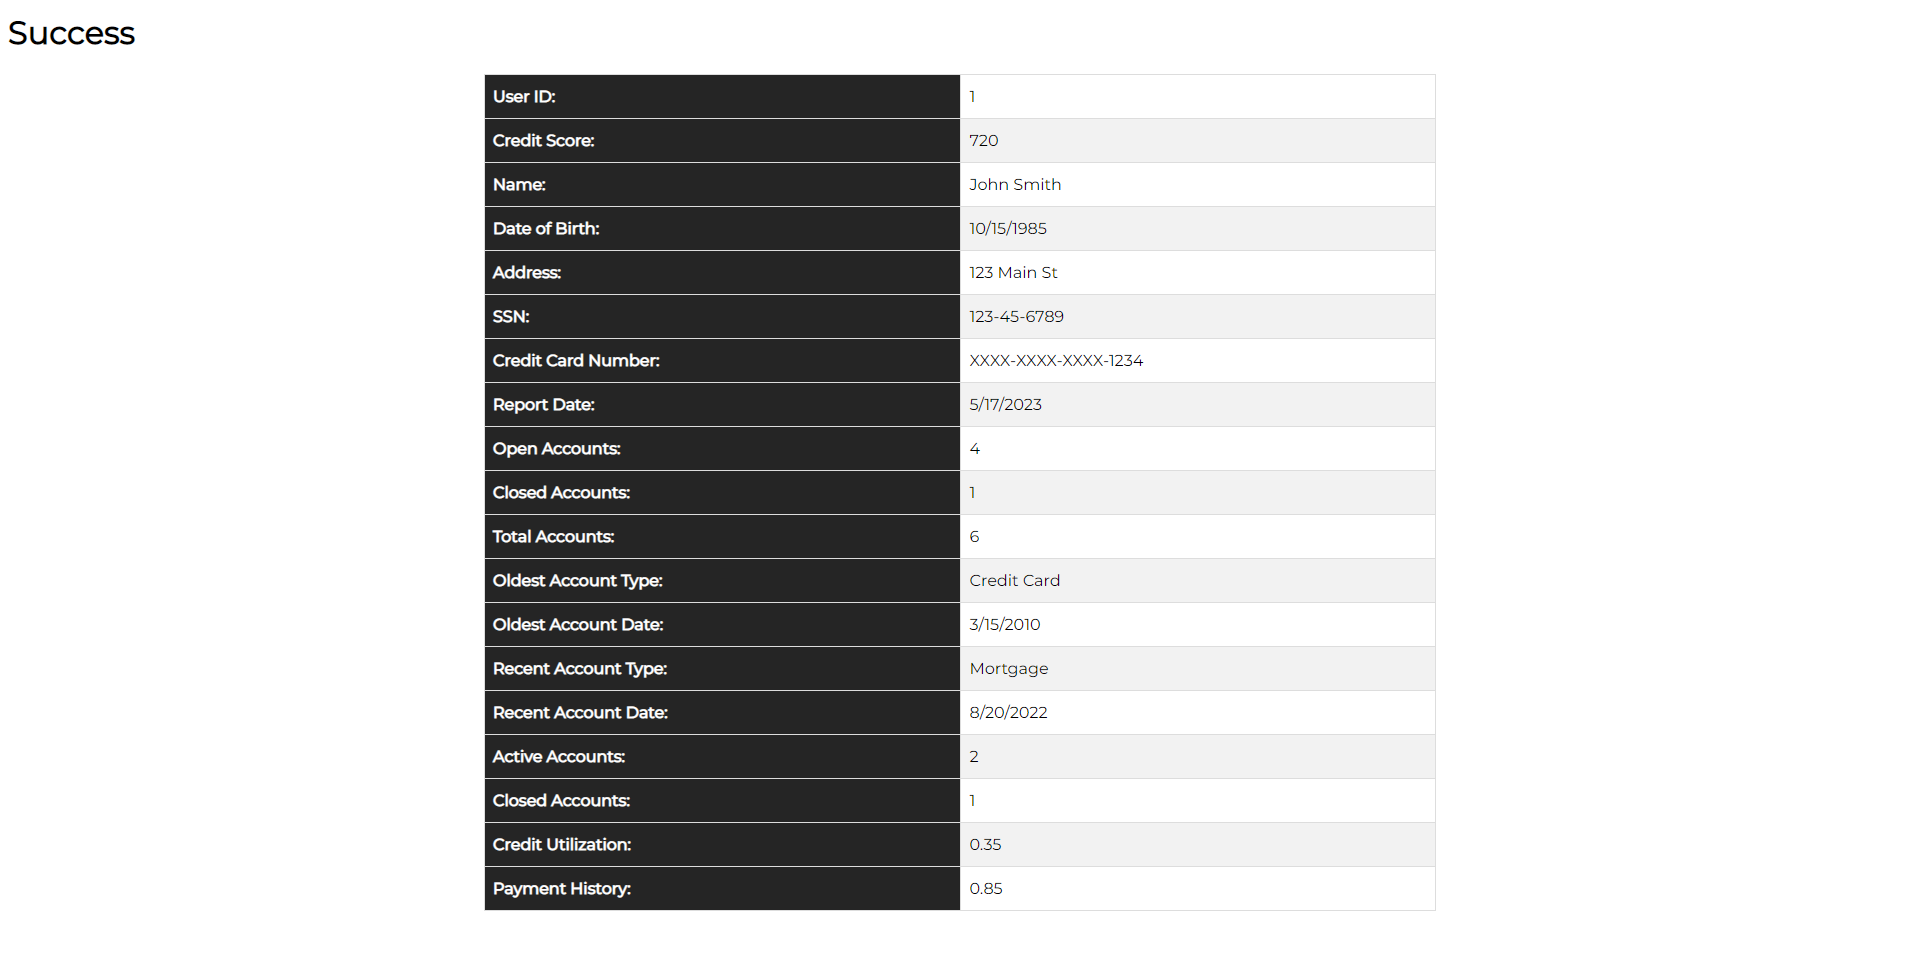 Success
User ID: 1
Credit Score: 720
Name: John Smith
Date of Birth: 10/15/1985
Address: 123 Main St
SSN: 123-45-6789
Credit Card Number: XXXX-XXXX-XXXX-1234
Report Date: 5/17/2023
Open Accounts: 4
Closed Accounts: 1
Total Accounts: 6
Oldest Account Type: Credit Card
Oldest Account Date: 3/15/2010
Recent Account Type: Mortgage
Recent Account Date: 8/20/2022
Active Accounts: 2
Closed Accounts: 1
Credit Utilization: 0.35
Payment History: 0.85